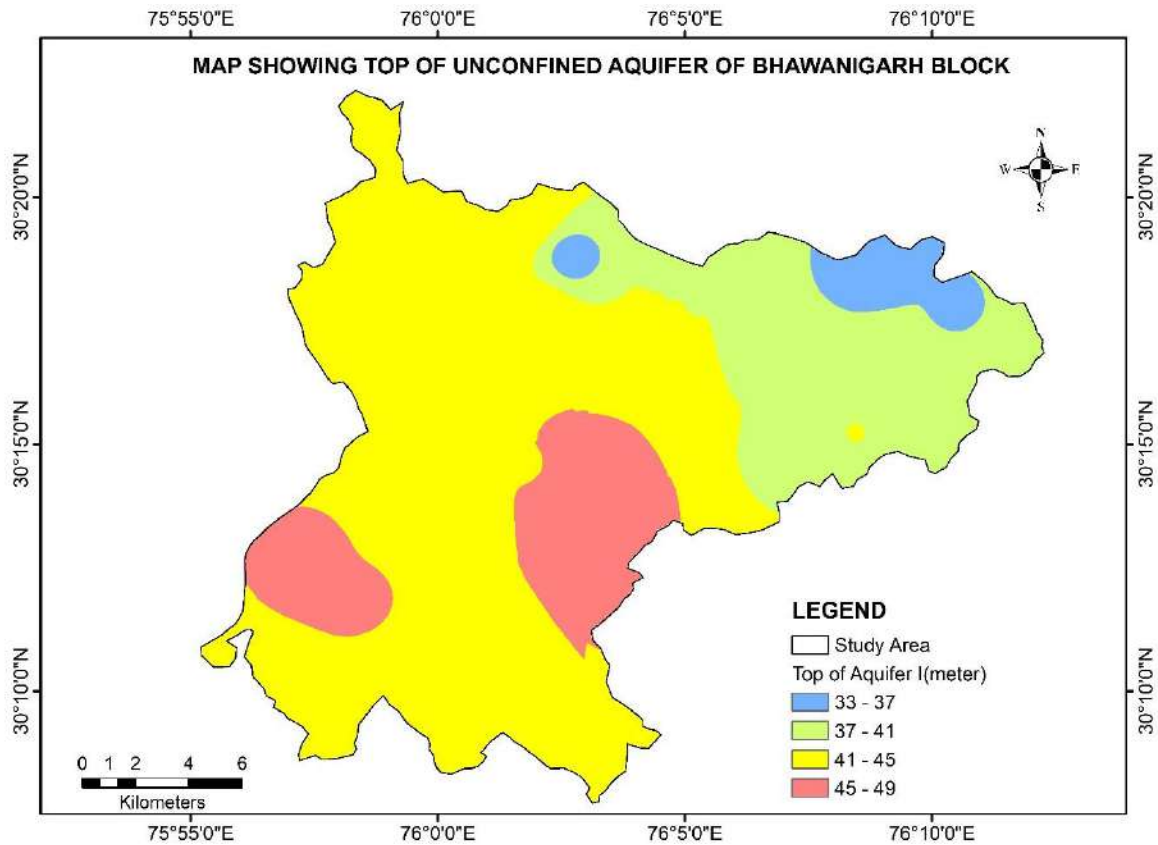 75°55'0"E 76°0'0"E 76°5'0"E 76°10'0"E
MAP SHOWING TOP OF UNCONFINED AQUIFER OF BHAWANIGARH BLOCK
N
W E
S
30°20'0"N 30°20'0"N
30°15'0"N 30°15'0"N
30°10'0"N 30°10'0"N
LEGEND
Study Area
Top of Aquifer I(meter)
33 - 37
37 - 41
41 - 45
45 - 49
0 1 2 4 6
Kilometers
75°55'0"E 76°0'0"E 76°5'0"E 76°10'0"E